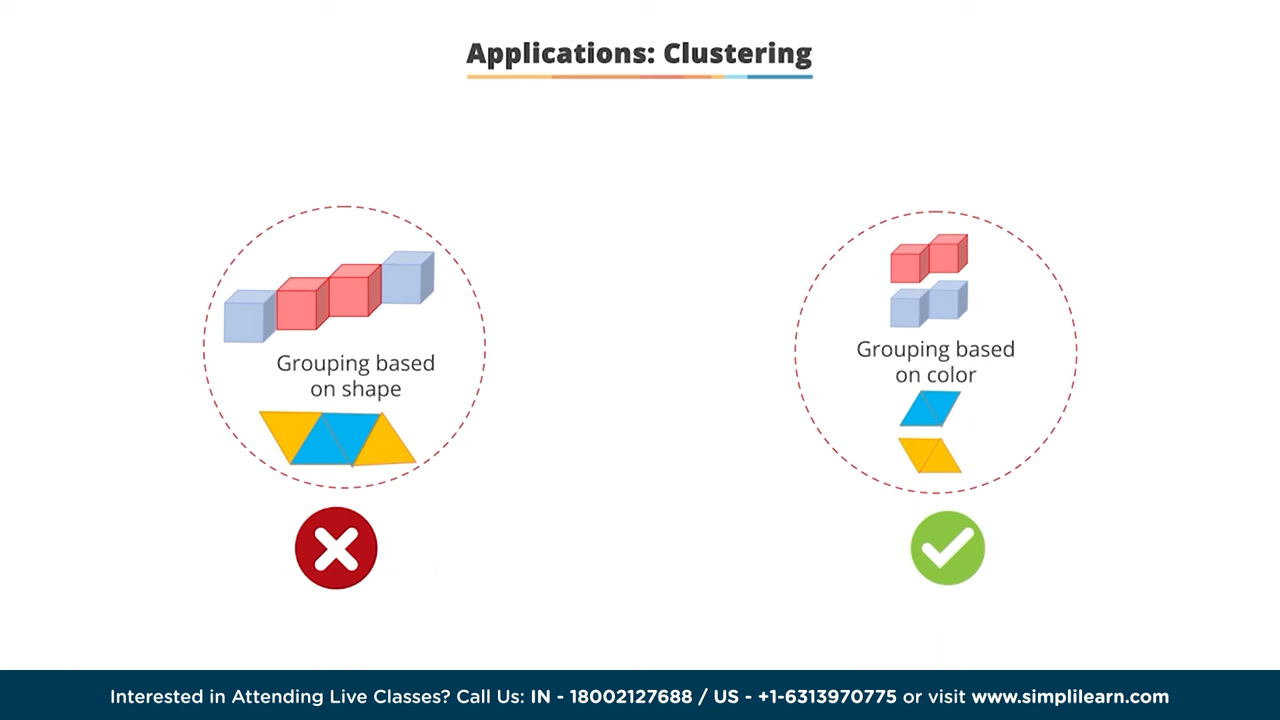 Applications: Clustering
Grouping based
on shape
Grouping based
on color
Interested in Attending Live Classes? Call Us: IN - 18002127688 / US - +1-6313970775 or visit www.simplilearn.com